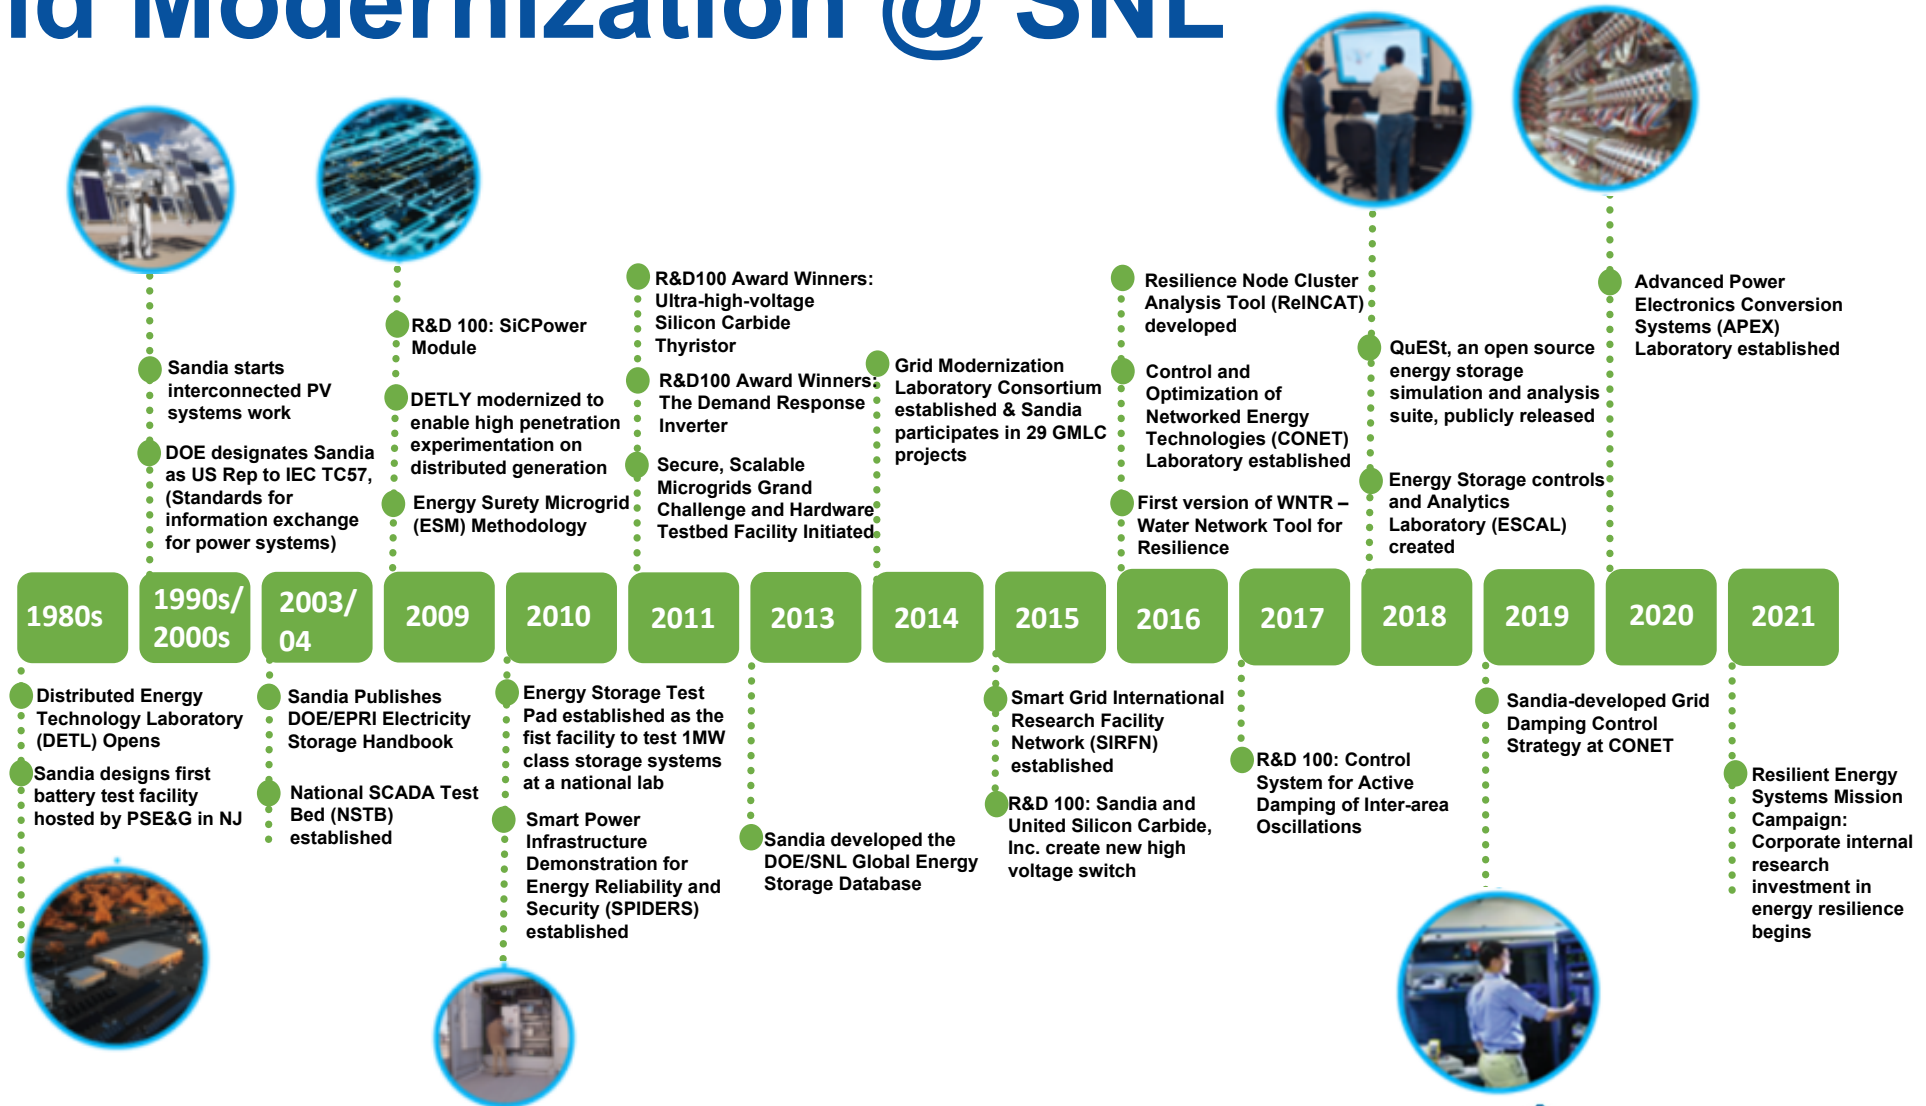 id Modernization @ SNL
Sandia starts
interconnected PV
systems work
DOE designates Sandia
as US Rep to IEC TC57,
(Standards for
information exchange
for power systems)
R&D 100: SiCPower
Module
DETLY modernized to
enable high penetration
experimentation on
distributed generation
Energy Surety Microgrid
(ESM) Methodology
R&D100 Award Winners:
Ultra-high-voltage
Silicon Carbide
Thyristor
R&D100 Award Winners:
The Demand Response
Inverter
Secure, Scalable
Microgrids Grand
Challenge and Hardware
Testbed Facility Initiated
Grid Modernization
Laboratory Consortium
established & Sandia
participates in 29 GMLC
projects
Resilience Node Cluster
Analysis Tool (ReINCAT)
developed
Control and
Optimization of
Networked Energy
Technologies (CONET)
Laboratory established
First version of WNTR –
Water Network Tool for
Resilience
QuESt, an open source
energy storage
simulation and analysis
suite, publicly released
Energy Storage controls
and Analytics
Laboratory (ESCAL)
created
Advanced Power
Electronics Conversion
Systems (APEX)
Laboratory established
1980s
1990s/
2000s
2003/
04
2009
2010
2011
2013
2014
2015
2016
2017
2018
2019
2020
2021
Distributed Energy
Technology Laboratory
(DETL) Opens
Sandia designs first
battery test facility
hosted by PSE&G in NJ
Sandia Publishes
DOE/EPRI Electricity
Storage Handbook
National SCADA Test
Bed (NSTB)
established
Energy Storage Test
Pad established as the
fist facility to test 1MW
class storage systems
at a national lab
Smart Power
Infrastructure
Demonstration for
Energy Reliability and
Security (SPIDERS)
established
Sandia developed the
DOE/SNL Global Energy
Storage Database
Smart Grid International
Research Facility
Network (SIRFN)
established
R&D 100: Sandia and
United Silicon Carbide,
Inc. create new high
voltage switch
R&D 100: Control
System for Active
Damping of Inter-area
Oscillations
Sandia-developed Grid
Damping Control
Strategy at CONET
Resilient Energy
Systems Mission
Campaign:
Corporate internal
research
investment in
energy resilience
begins